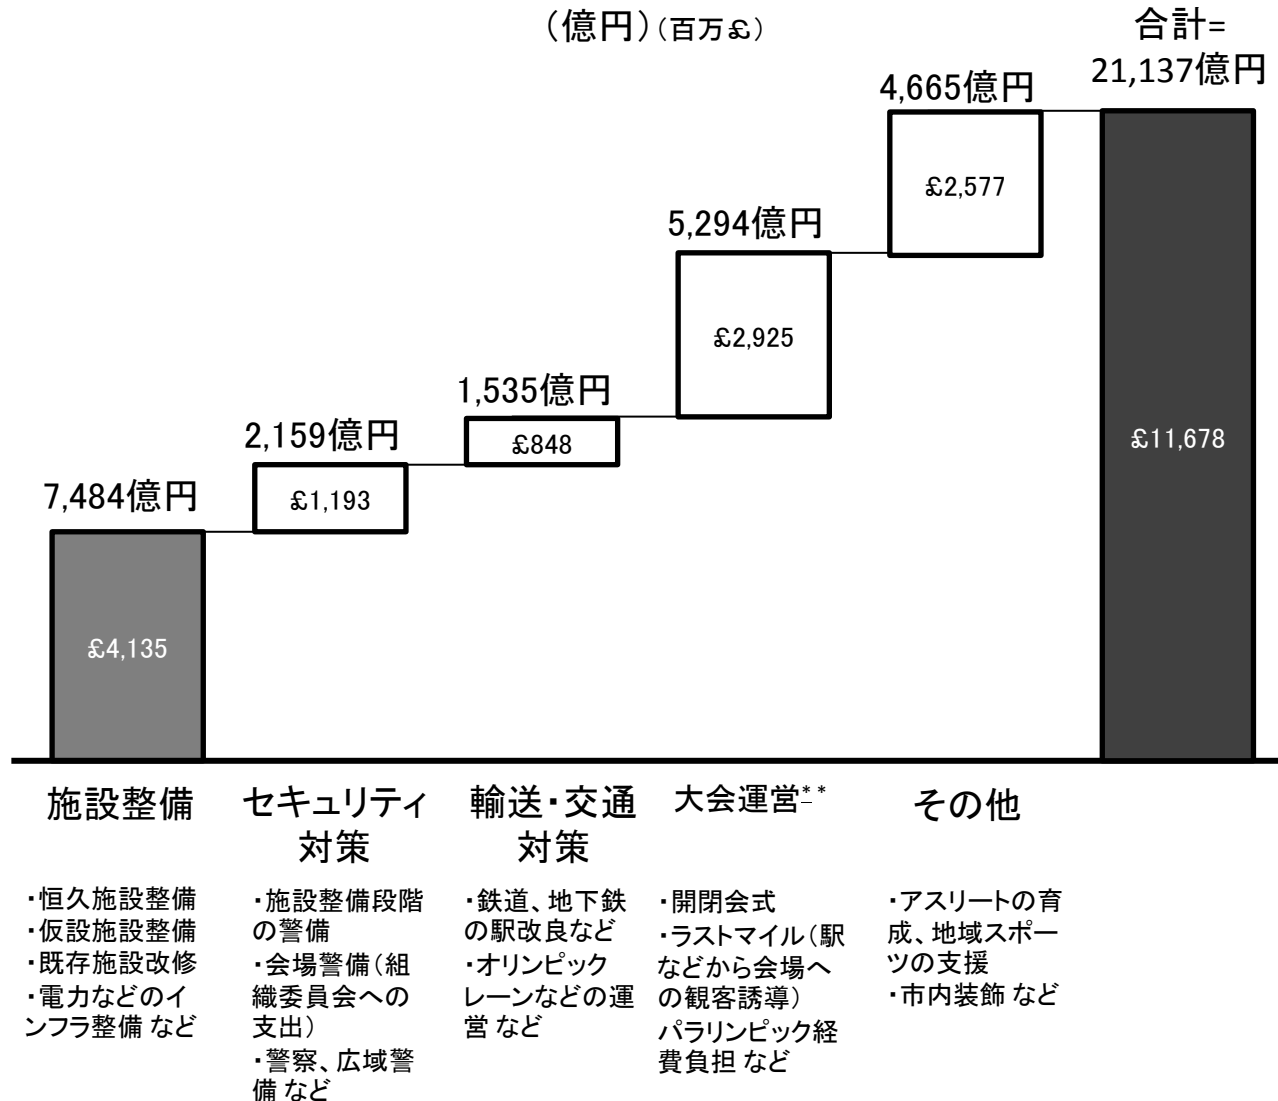 （億円）（百万￡）
合計=
21,137億円
4,665億円
￡2,577
5,294億円
￡2,925
1,535億円
￡848
2,159億円
￡1,193
7,484億円
￡4,135
￡11,678
施設整備
セキュリティ
対策
輸送・交通
対策
大会運営**
その他
・恒久施設整備
・仮設施設整備
・既存施設改修
・電力などのイ
ンフラ整備 など
・施設整備段階
の警備
・会場警備（組
織委員会への
支出）
・警察、広域警
備 など
・鉄道、地下鉄
の駅改良など
・オリンピック
レーンなどの運
営 など
・開閉会式
・ラストマイル（駅
などから会場へ
の観客誘導）
パラリンピック経
費負担 など
・アスリートの育
成、地域スポー
ツの支援
・市内装飾 など